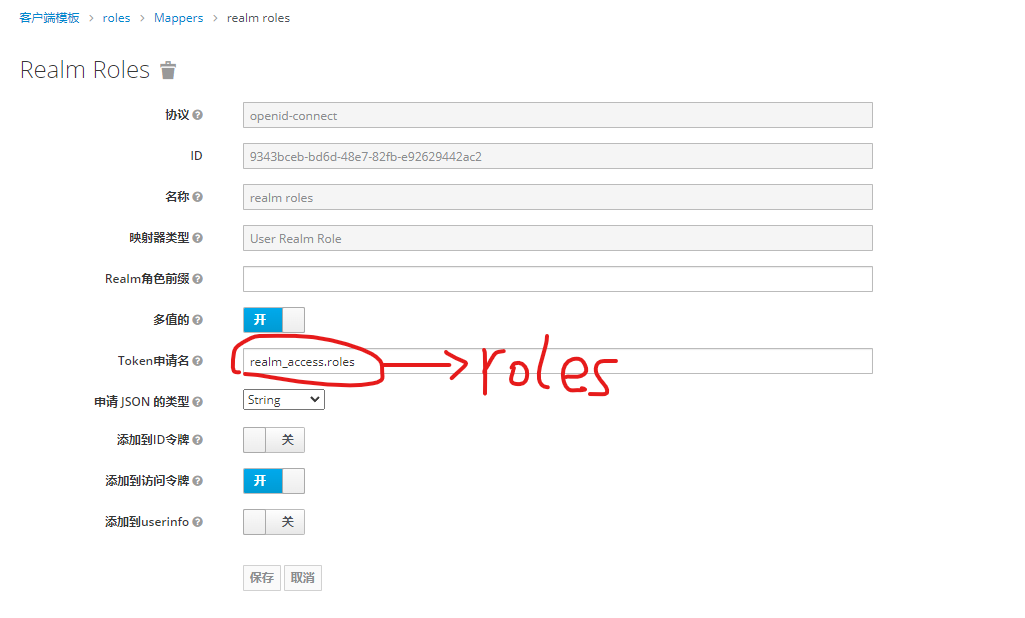 客户端模板 > roles > Mappers > realm roles
Realm Roles
协议 openid-connect
ID 9343bceb-bd6d-48e7-82fb-e92629442ac2
名称 realm roles
映射器类型 User Realm Role
Realm角色前缀
多值的 开
Token申请名 realm_access.roles → roles
申请 JSON 的类型 String
添加到ID令牌 关
添加到访问令牌 开
添加到userinfo 关
保存 取消